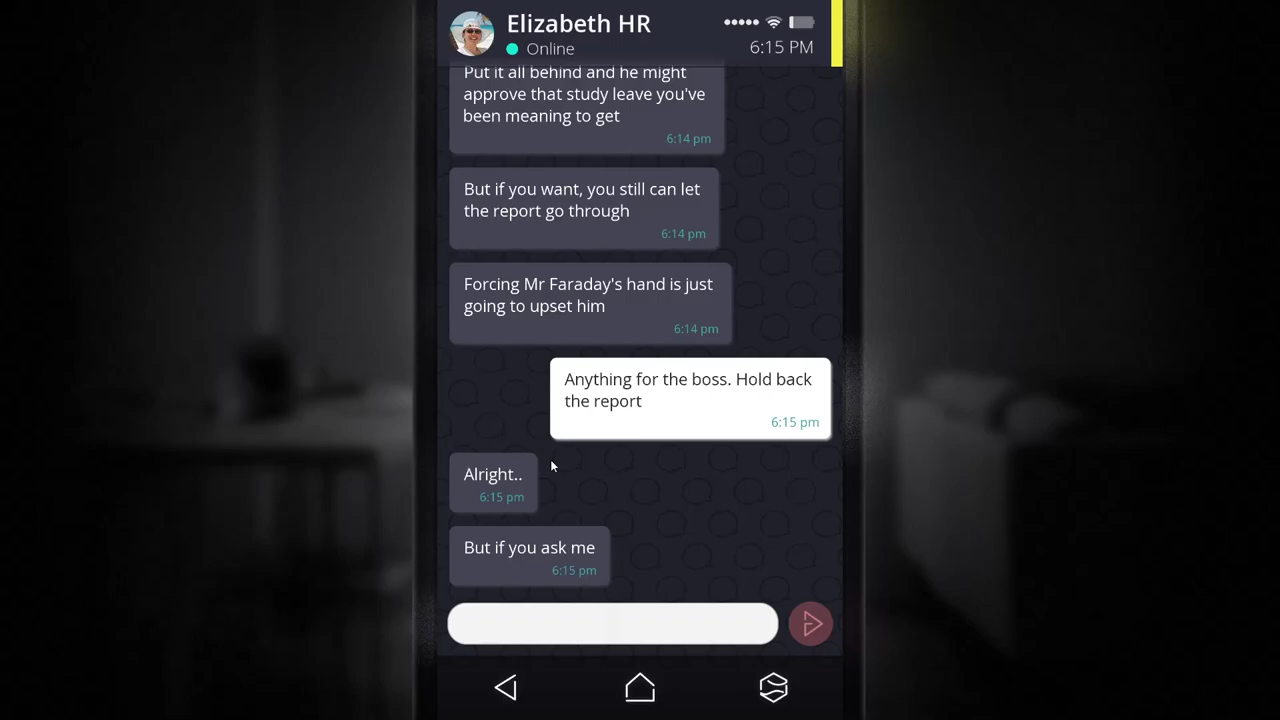 Elizabeth HR
Online
6:15 PM
Put it all behind and he might
approve that study leave you've
been meaning to get
6:14 pm
But if you want, you still can let
the report go through
6:14 pm
Forcing Mr Faraday's hand is just
going to upset him
6:14 pm
Anything for the boss. Hold back
the report
6:15 pm
Alright..
6:15 pm
But if you ask me
6:15 pm